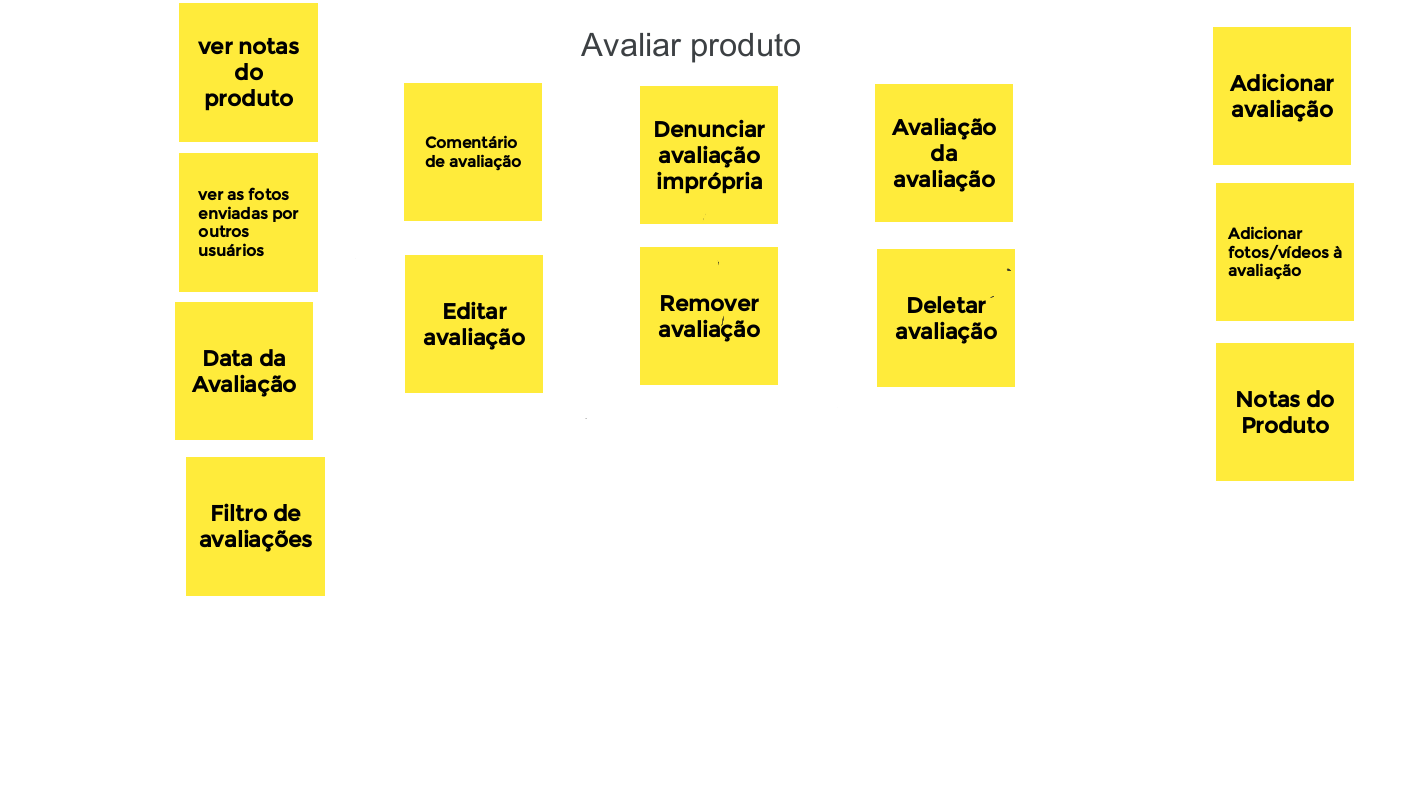 Avaliar produto
ver notas
do
produto
ver as fotos
enviadas por
outros
usuários
Data da
Avaliação
Filtro de
avaliações
Comentário
de avaliação
Editar
avaliação
Denunciar
avaliação
imprópria
Remover
avaliação
Avaliação
da
avaliação
Deletar
avaliação
Adicionar
avaliação
Adicionar
fotos/vídeos à
avaliação
Notas do
Produto